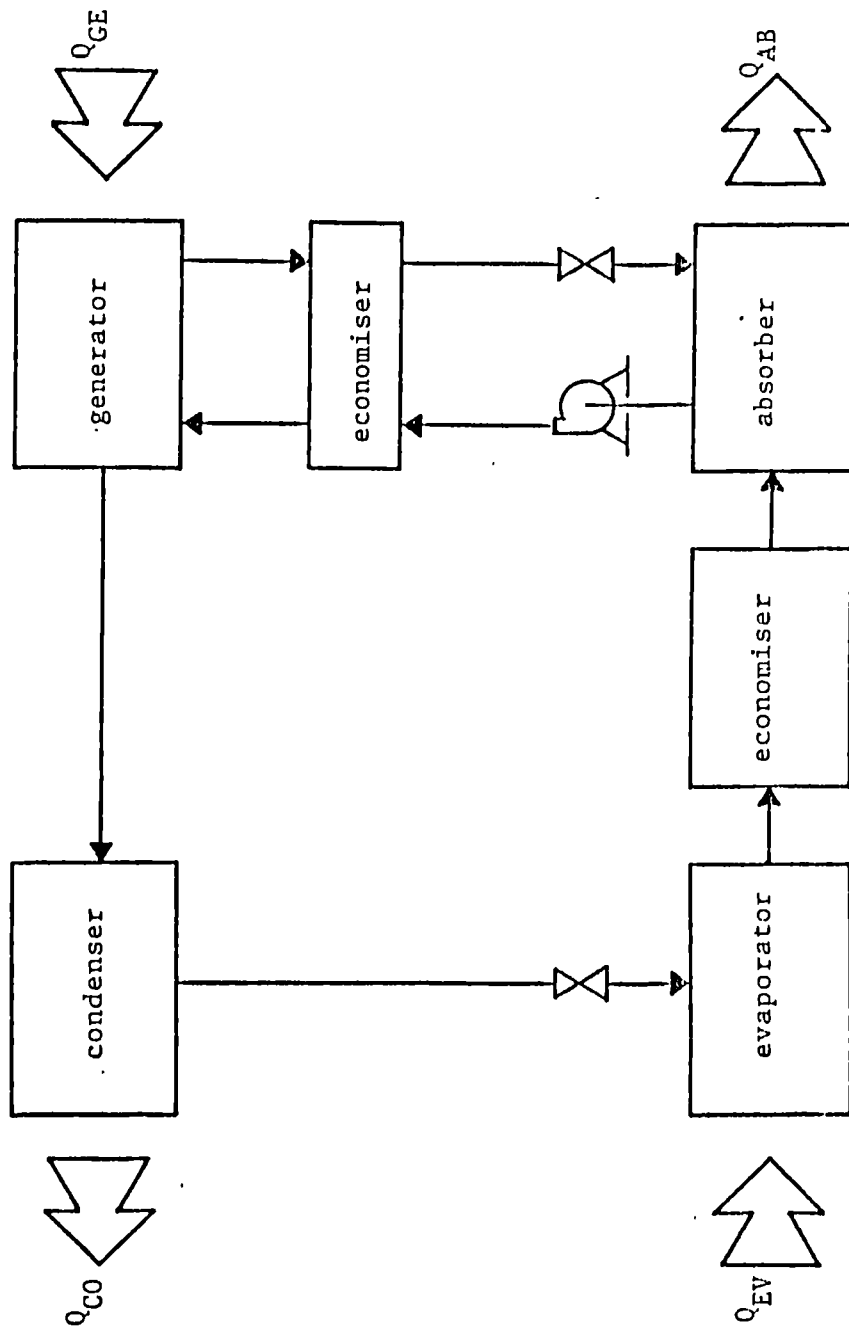 Q_GE
Q_AB
generator
economiser
absorber
economiser
condenser
evaporator
Q_CO
Q_EV